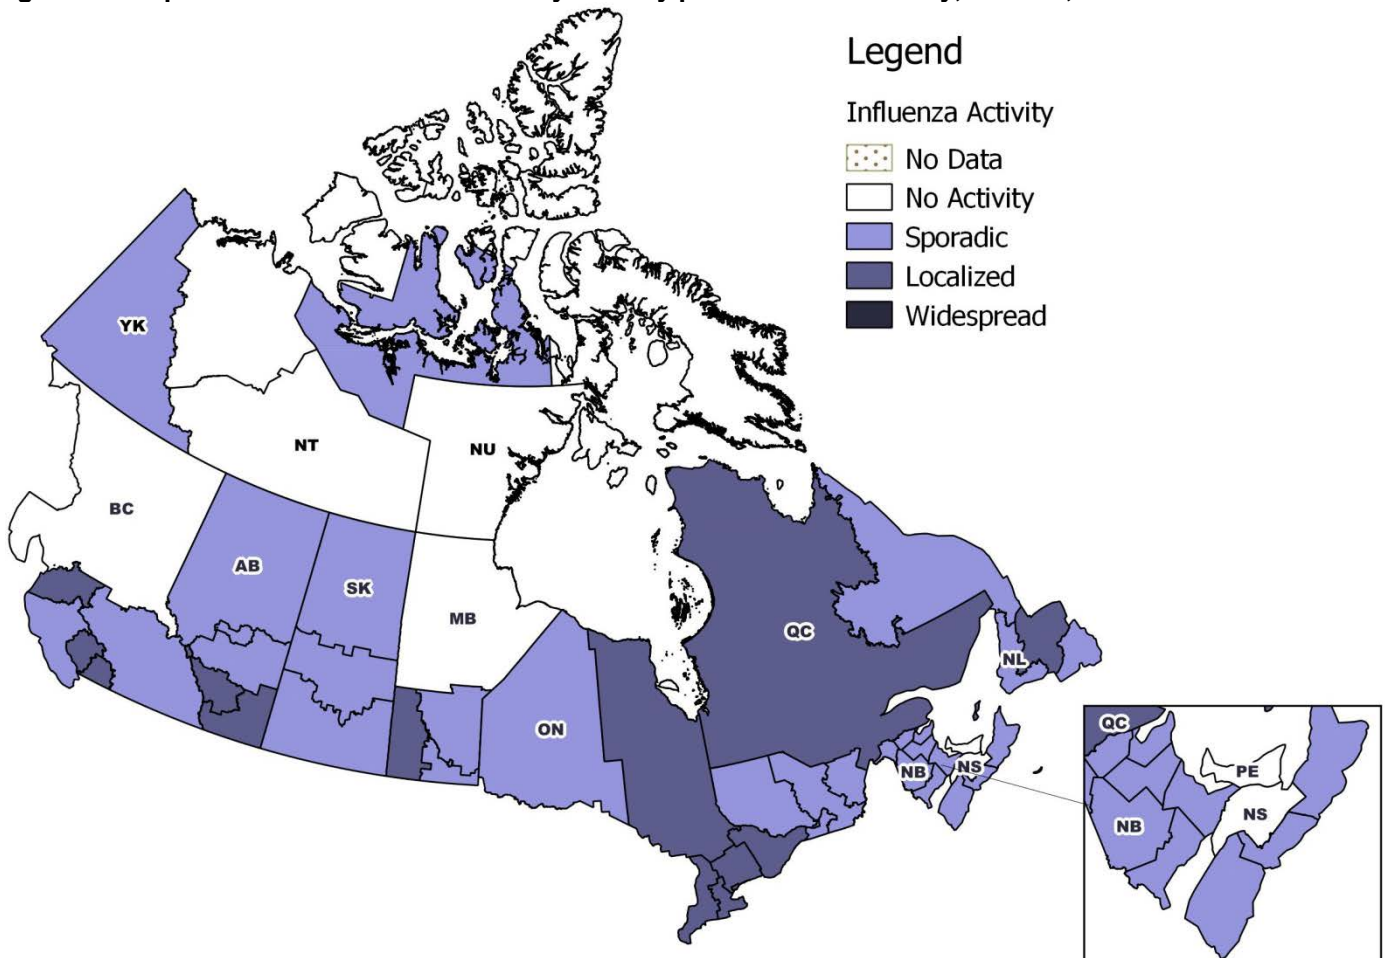 Legend
Influenza Activity
No Data
No Activity
Sporadic
Localized
Widespread
YK
NT
NU
BC
AB
SK
MB
QC
NL
ON
NB
NS
QC
PE
NS
NB